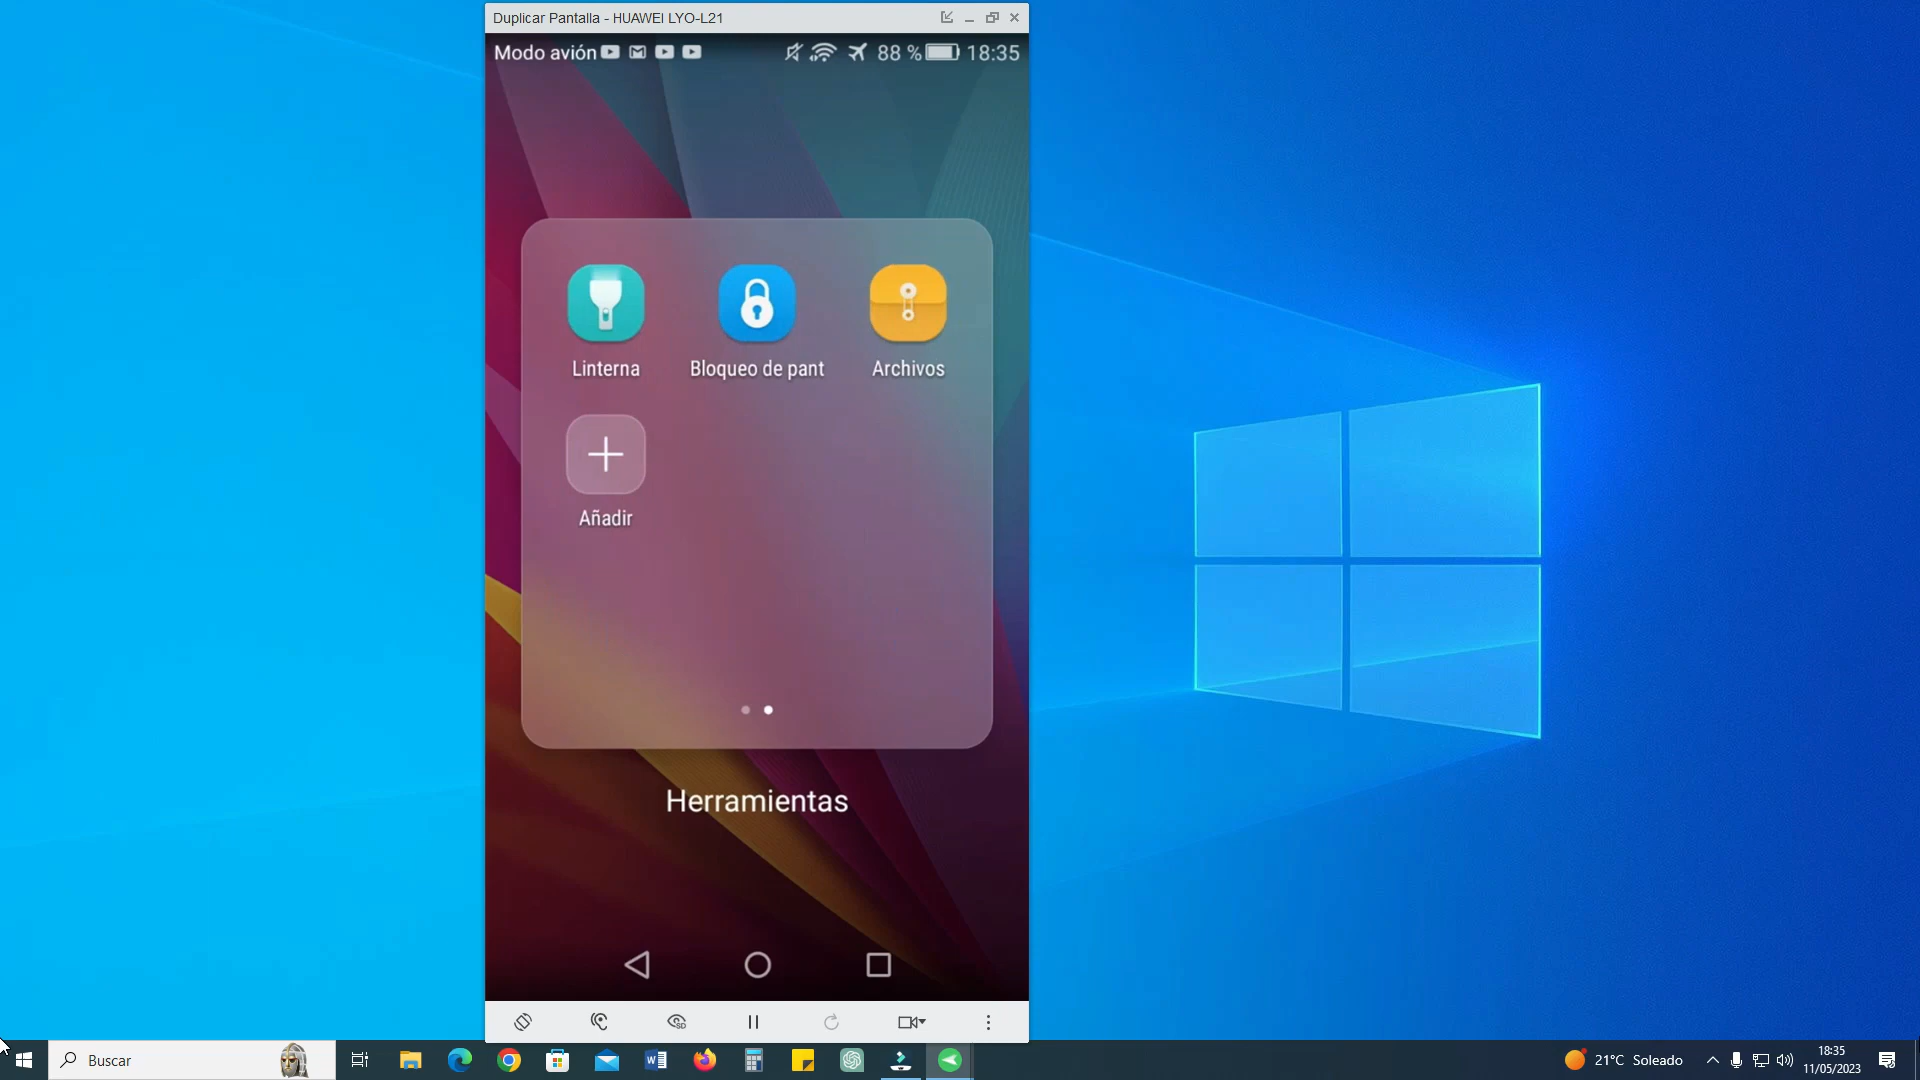 Duplicar Pantalla - HUAWEI LYO-L21
Modo avión 88 % 18:35
Linterna
Bloqueo de pant
Archivos
Añadir
Herramientas
SD
Buscar
21°C Soleado
18:35
11/05/2023